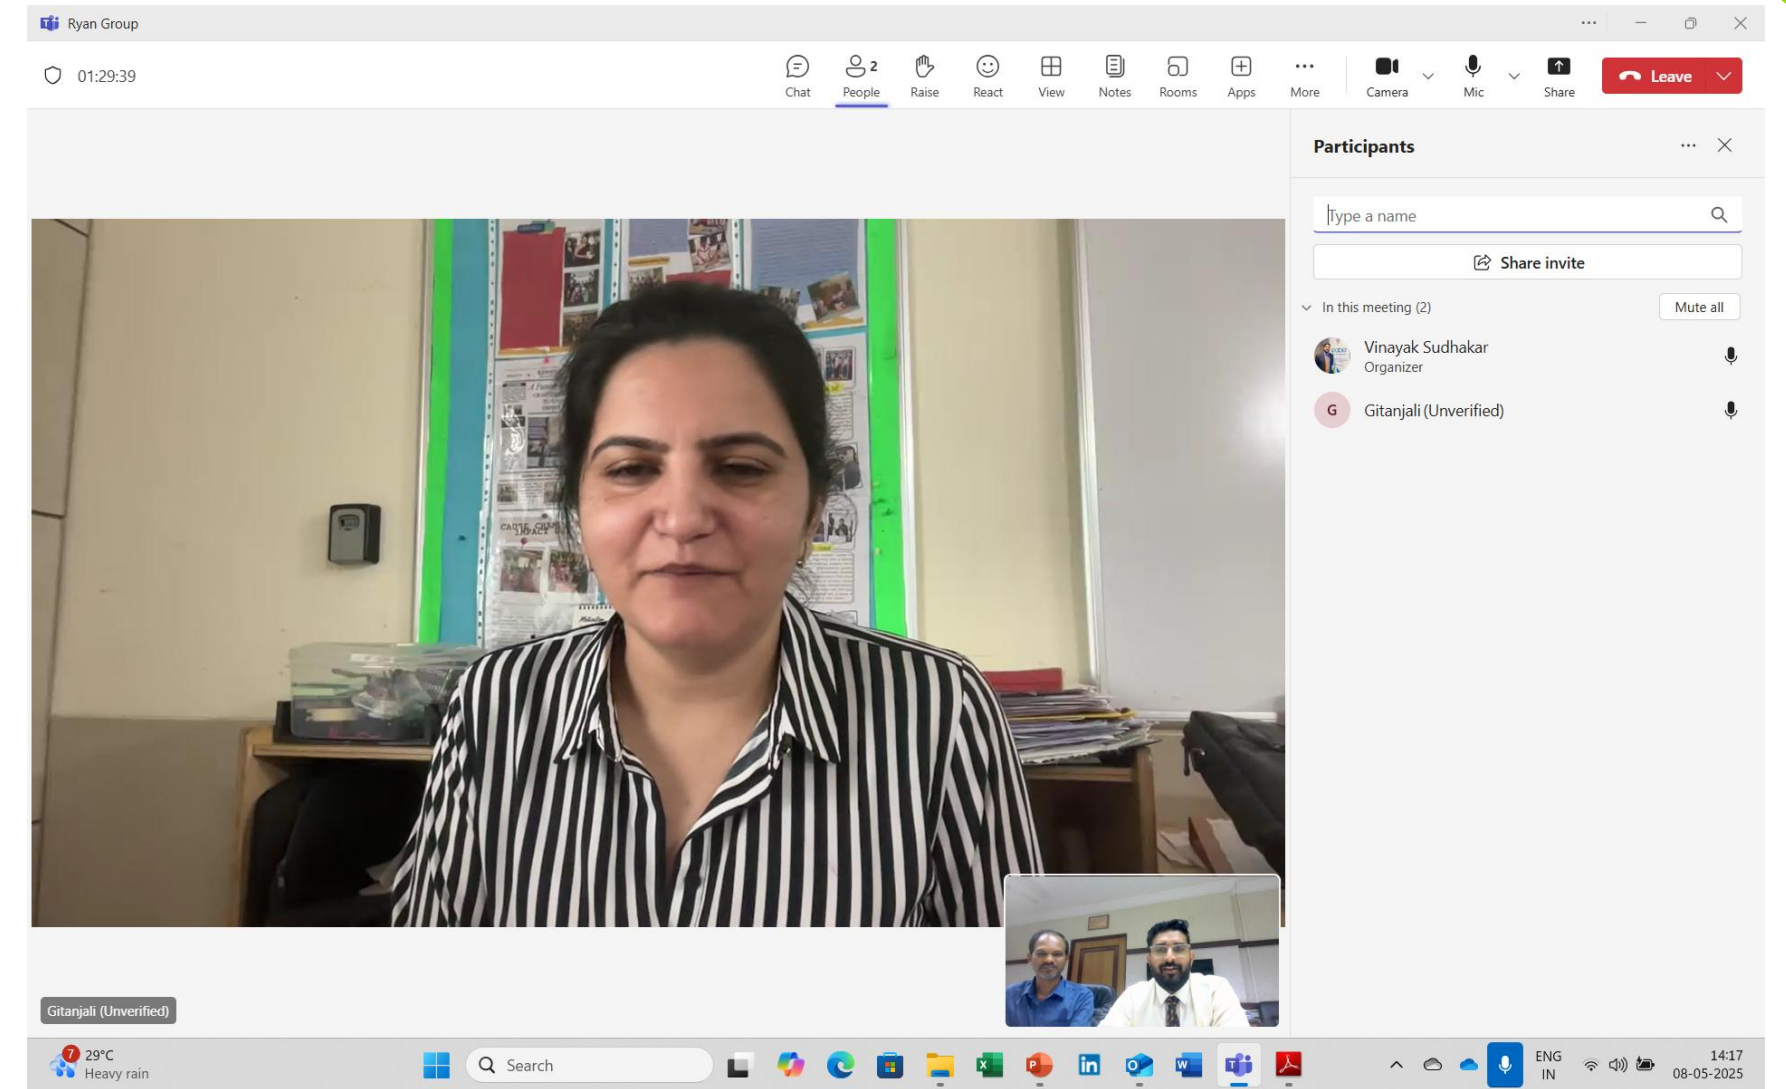 Ryan Group
01:29:39
Chat
2
People
Raise
React
View
Notes
Rooms
Apps
More
Camera
Mic
Share
Leave
Participants
Type a name
Share invite
In this meeting (2)
Mute all
Vinayak Sudhakar
Organizer
G
Gitanjali (Unverified)
Gitanjali (Unverified)
7
29°C
Heavy rain
Search
ENG
IN
14:17
08-05-2025